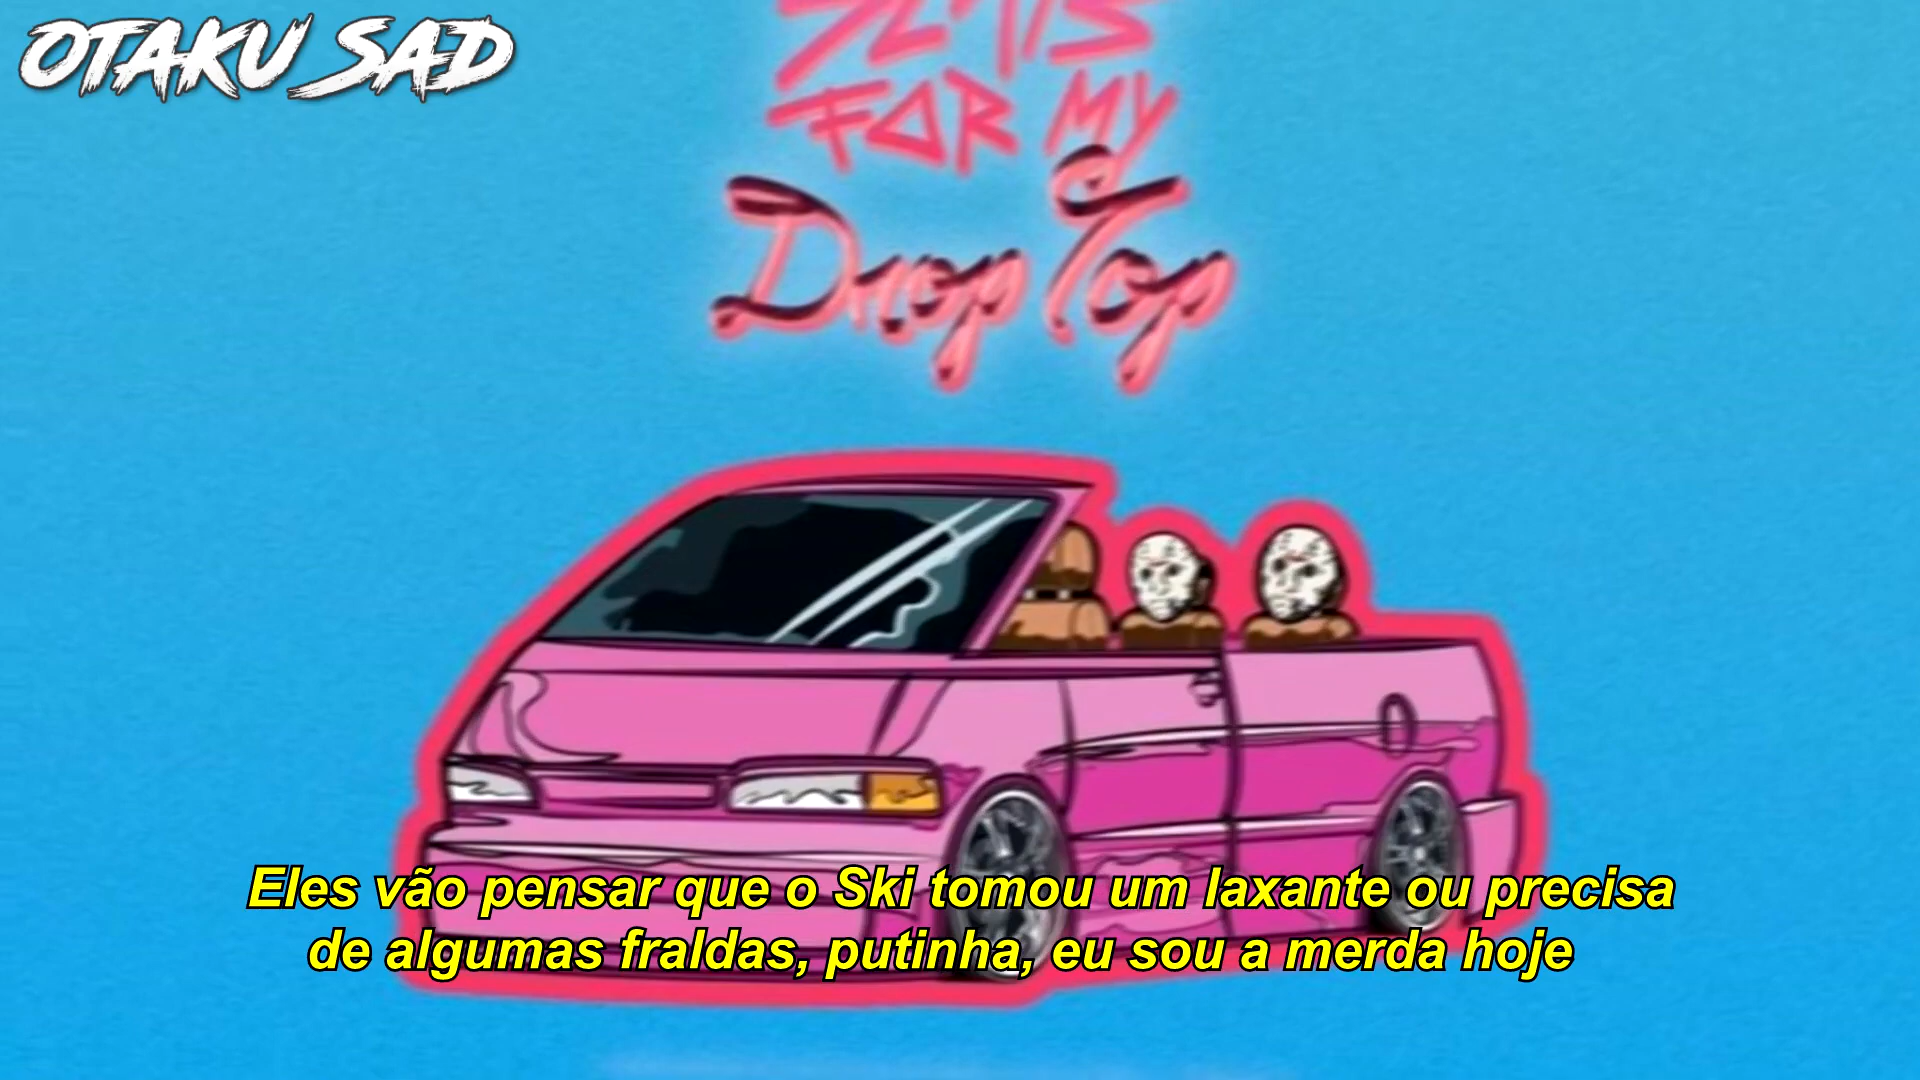 OTAKU SAD
FOR MY
Drop Top
Eles vão pensar que o Ski tomou um laxante ou precisa
de algumas fraldas, putinha, eu sou a merda hoje